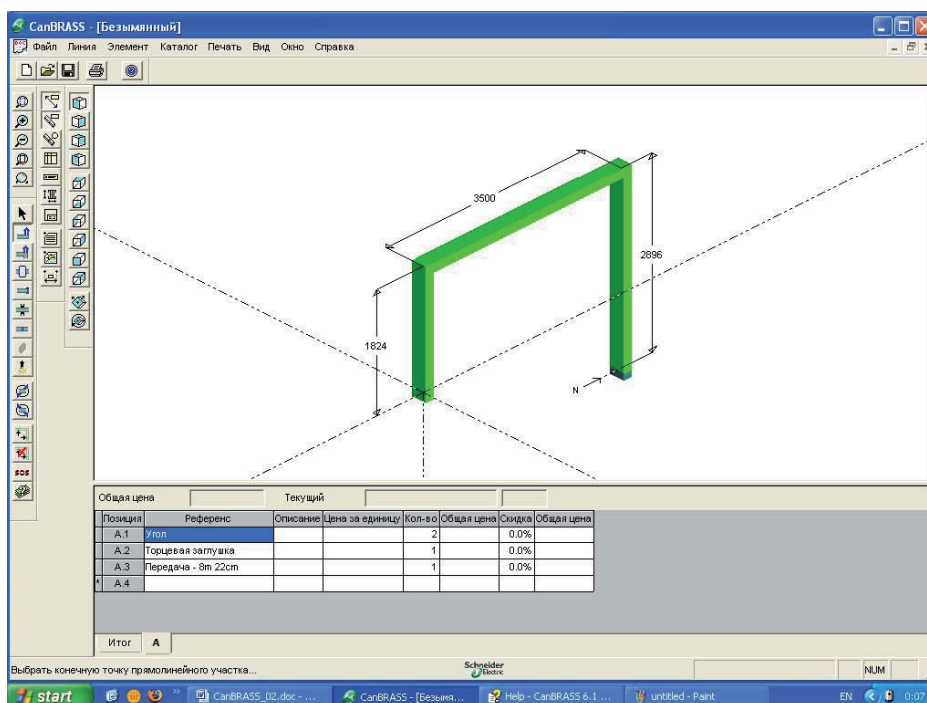 CanBRASS - [Безымянный]
Файл Линия Элемент Каталог Печать Вид Окно Справка
3500
2896
1824
N
SOS
Общая цена Текущий
Позиция Референс Описание Цена за единицу Кол-во Общая цена Скидка Общая цена
A.1 Угол 2 0.0%
A.2 Торцевая заглушка 1 0.0%
A.3 Передача - 8m 22cm 1 0.0%
* A.4
Итог A
Выбрать конечную точку прямолинейного участка... Schneider Electric NUM
start CanBRASS_02.doc - ... CanBRASS - [Безымя... Help - CanBRASS 6.1 ... untitled - Paint EN 0:07